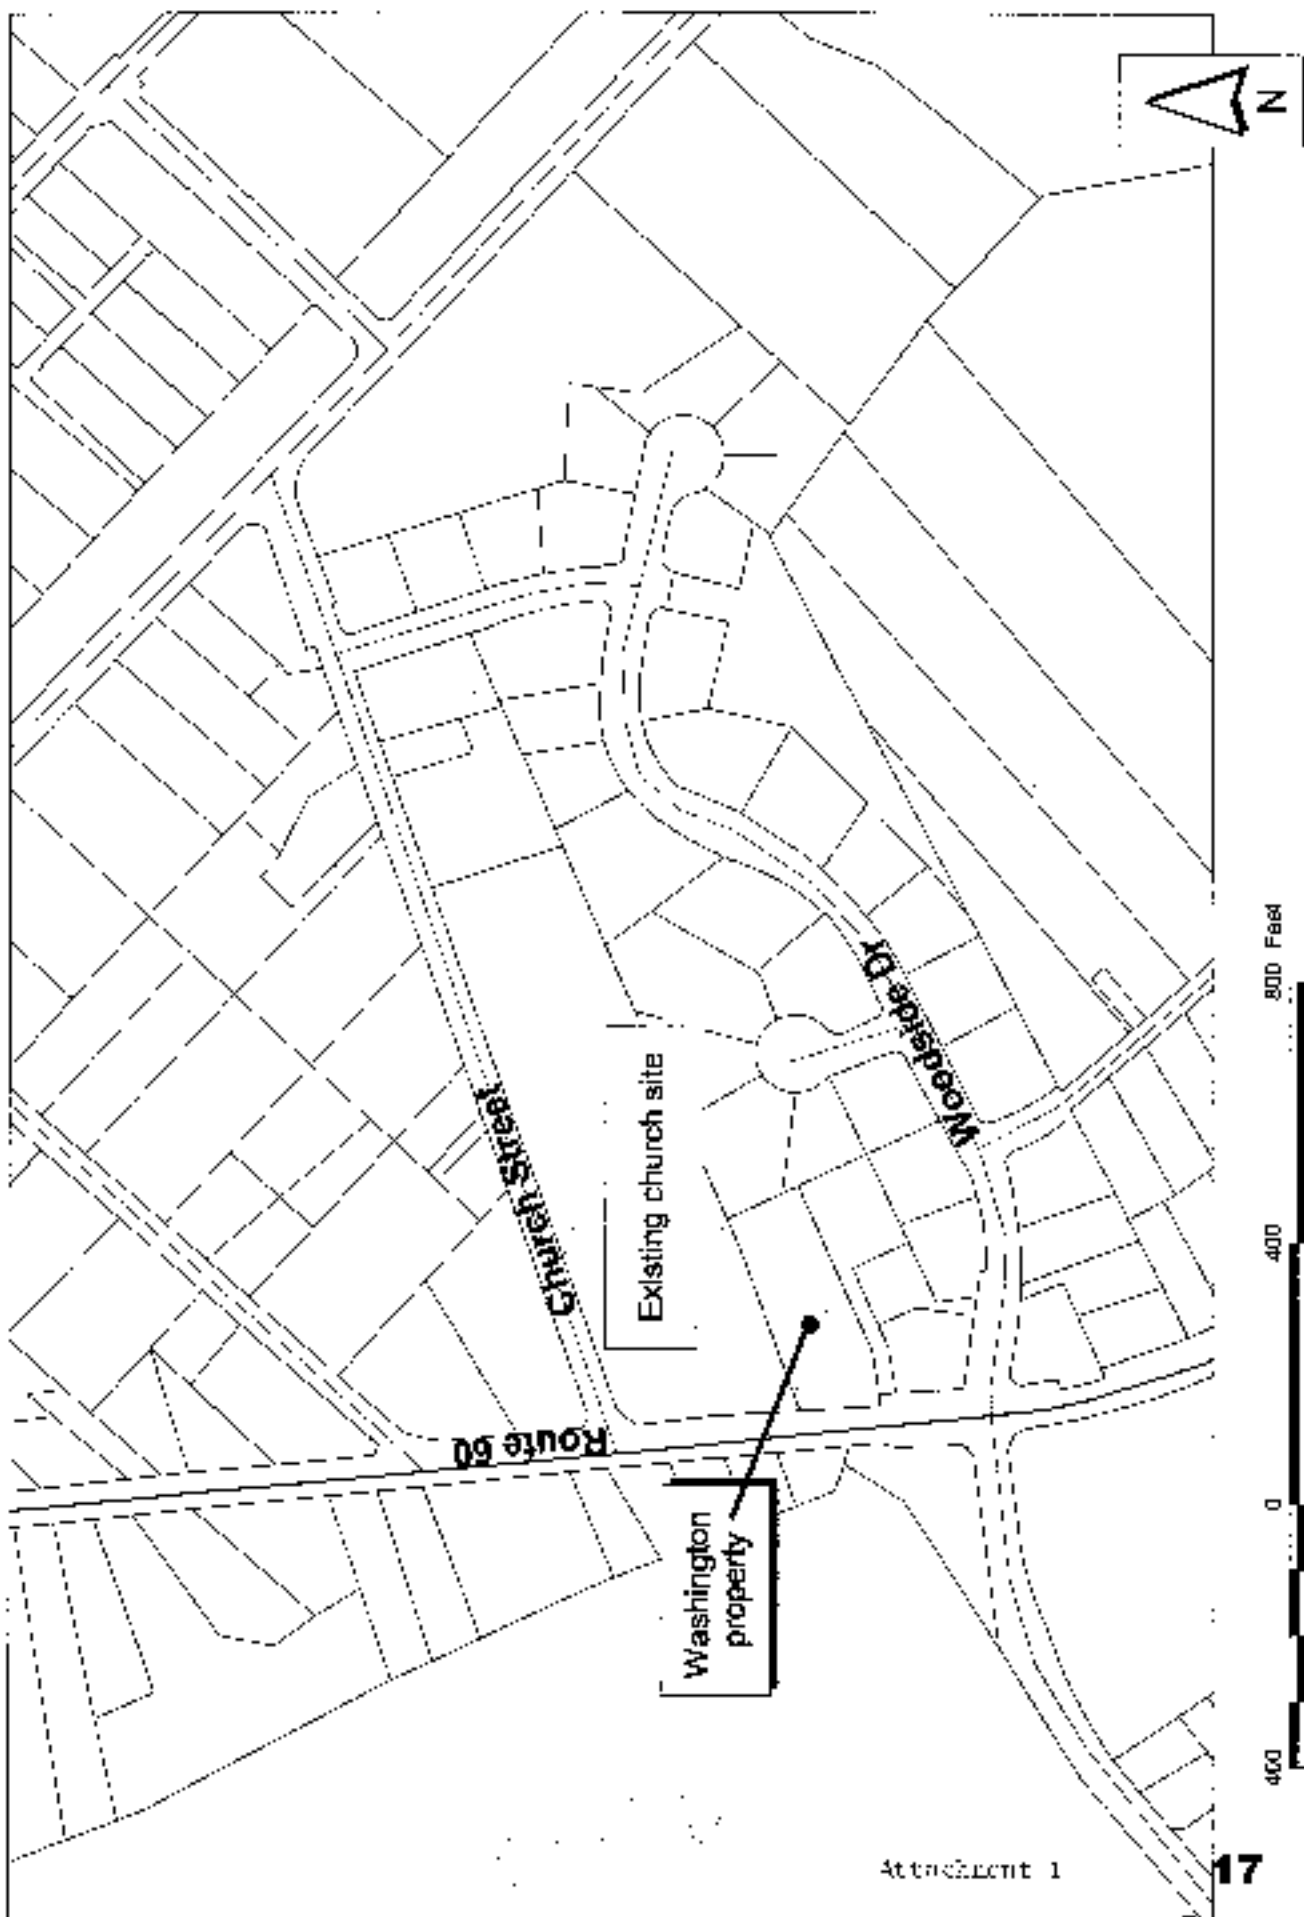 N
Route 60
Church Street
Existing church site
Woodside Dr
Washington
property
400 0 400 800 Feet
Attachment 1
17